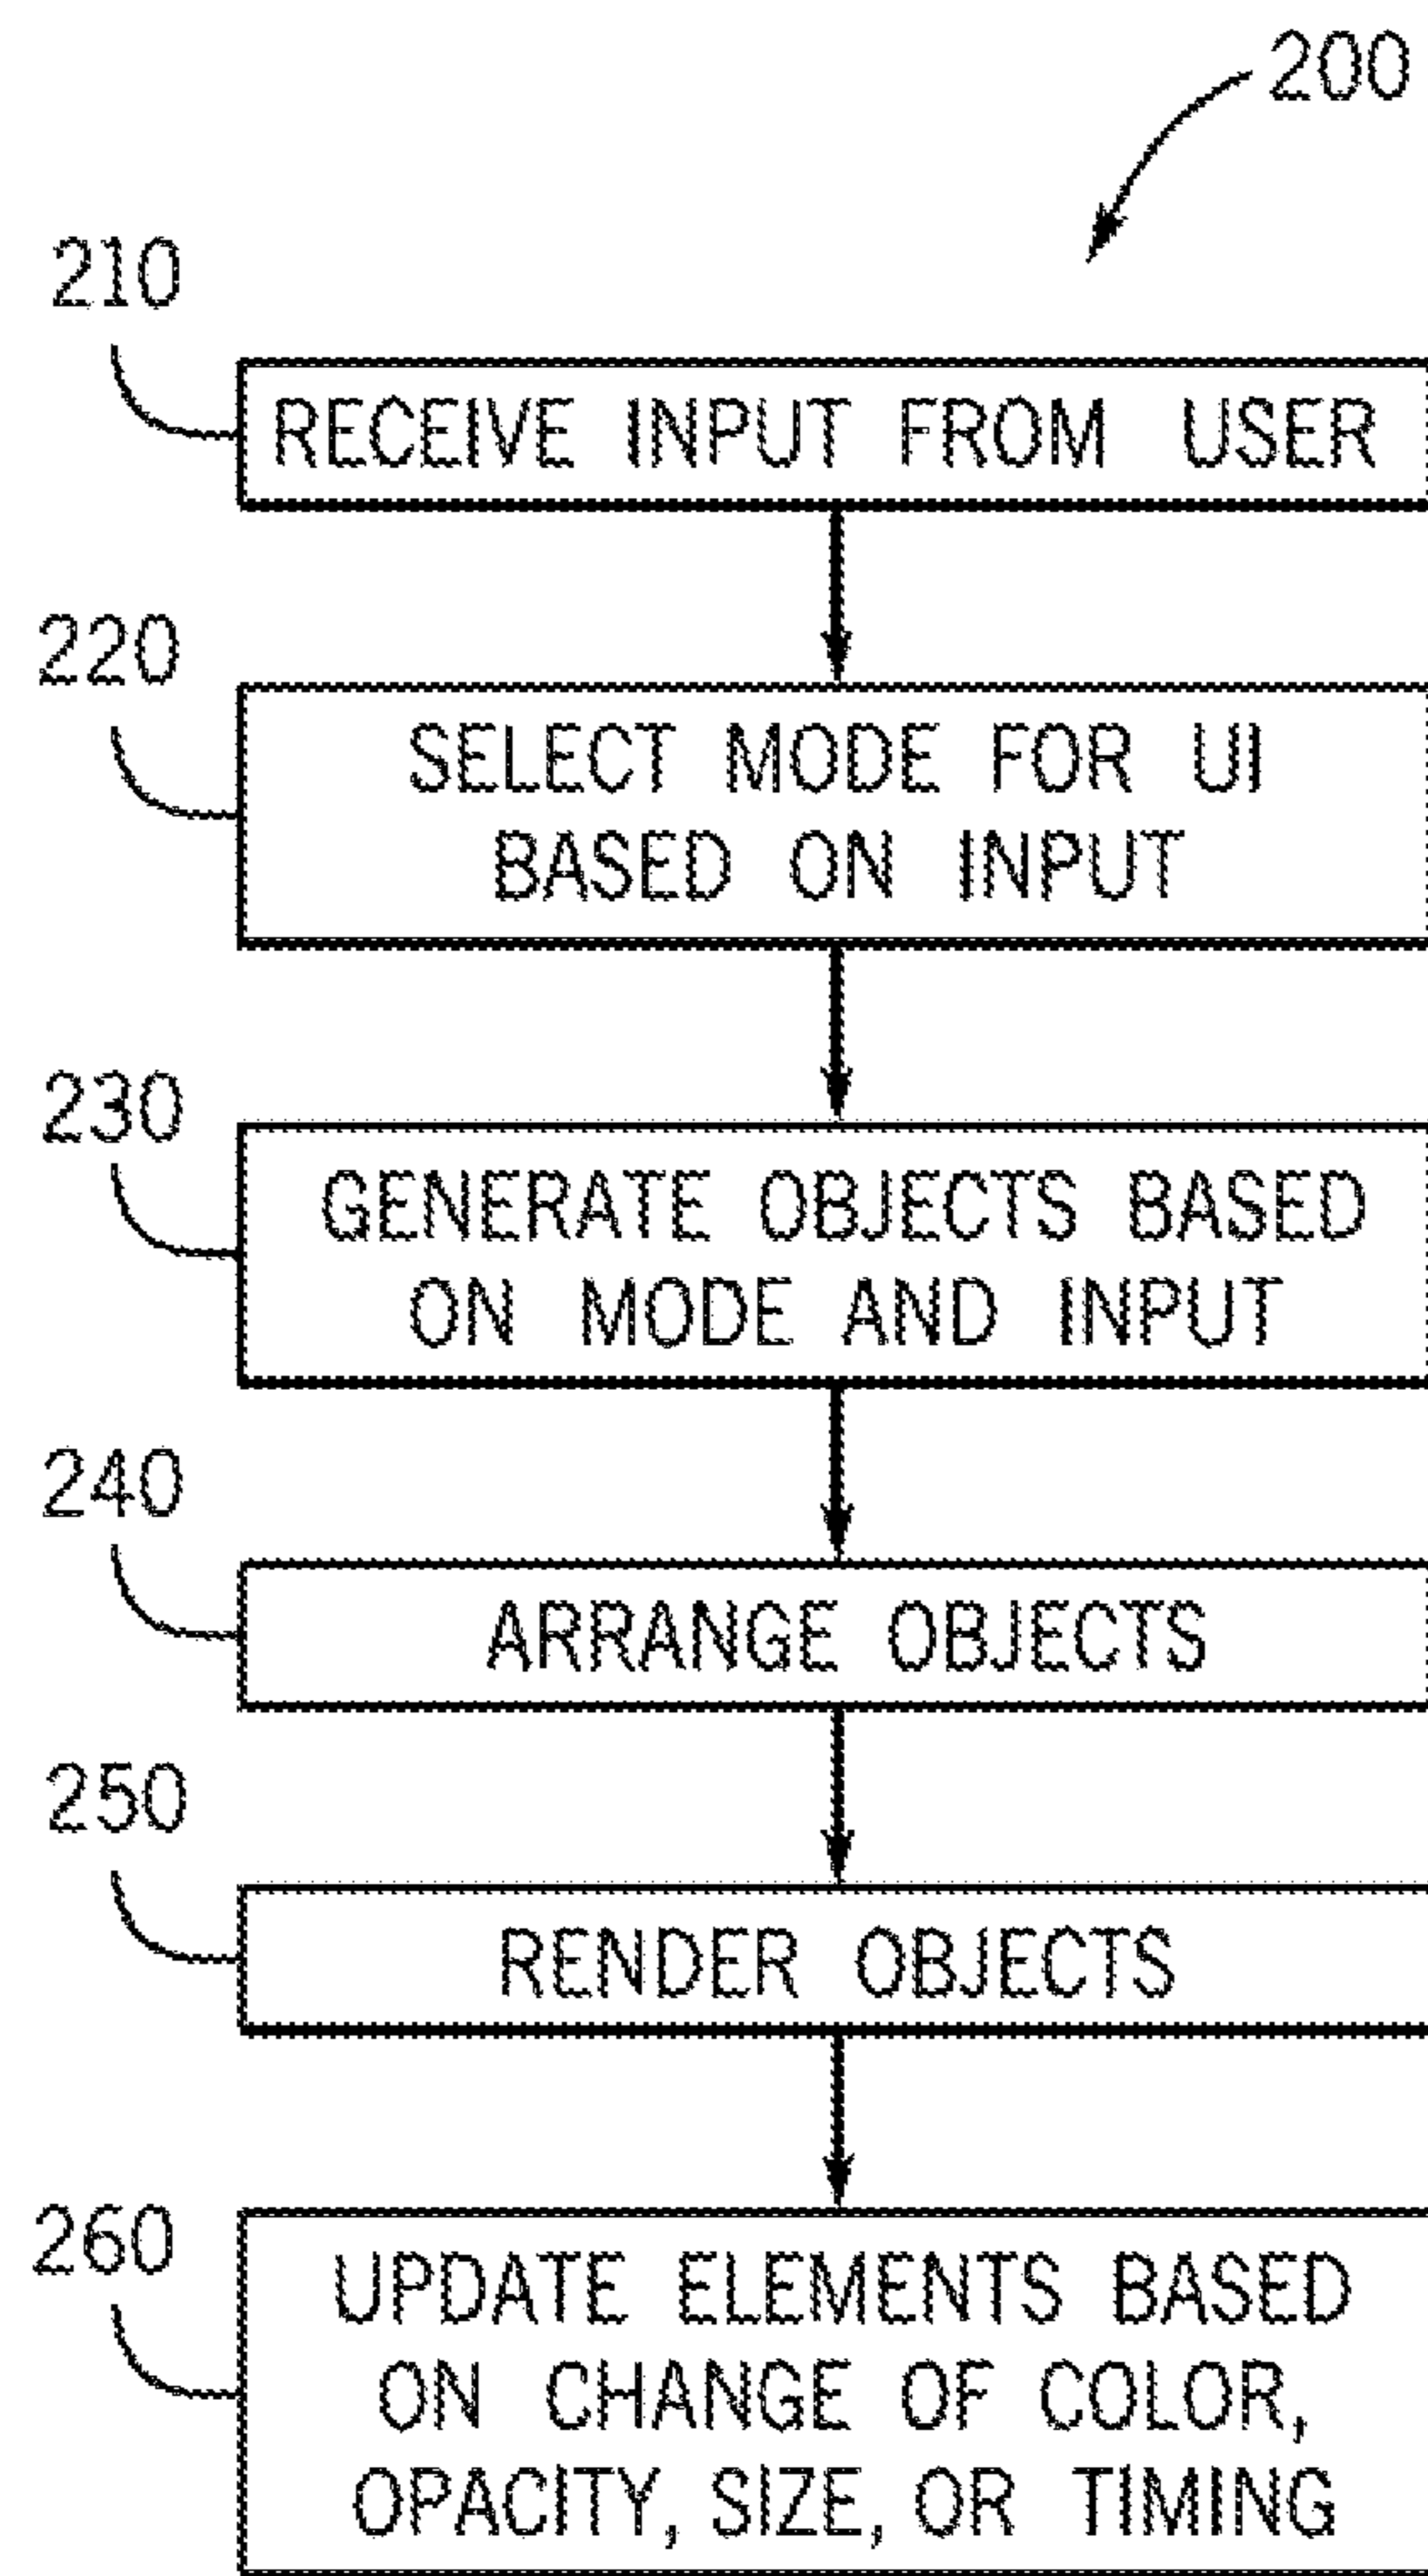 200
210
RECEIVE INPUT FROM USER
220
SELECT MODE FOR UI
BASED ON INPUT
230
GENERATE OBJECTS BASED
ON MODE AND INPUT
240
ARRANGE OBJECTS
250
RENDER OBJECTS
260
UPDATE ELEMENTS BASED
ON CHANGE OF COLOR,
OPACITY, SIZE, OR TIMING